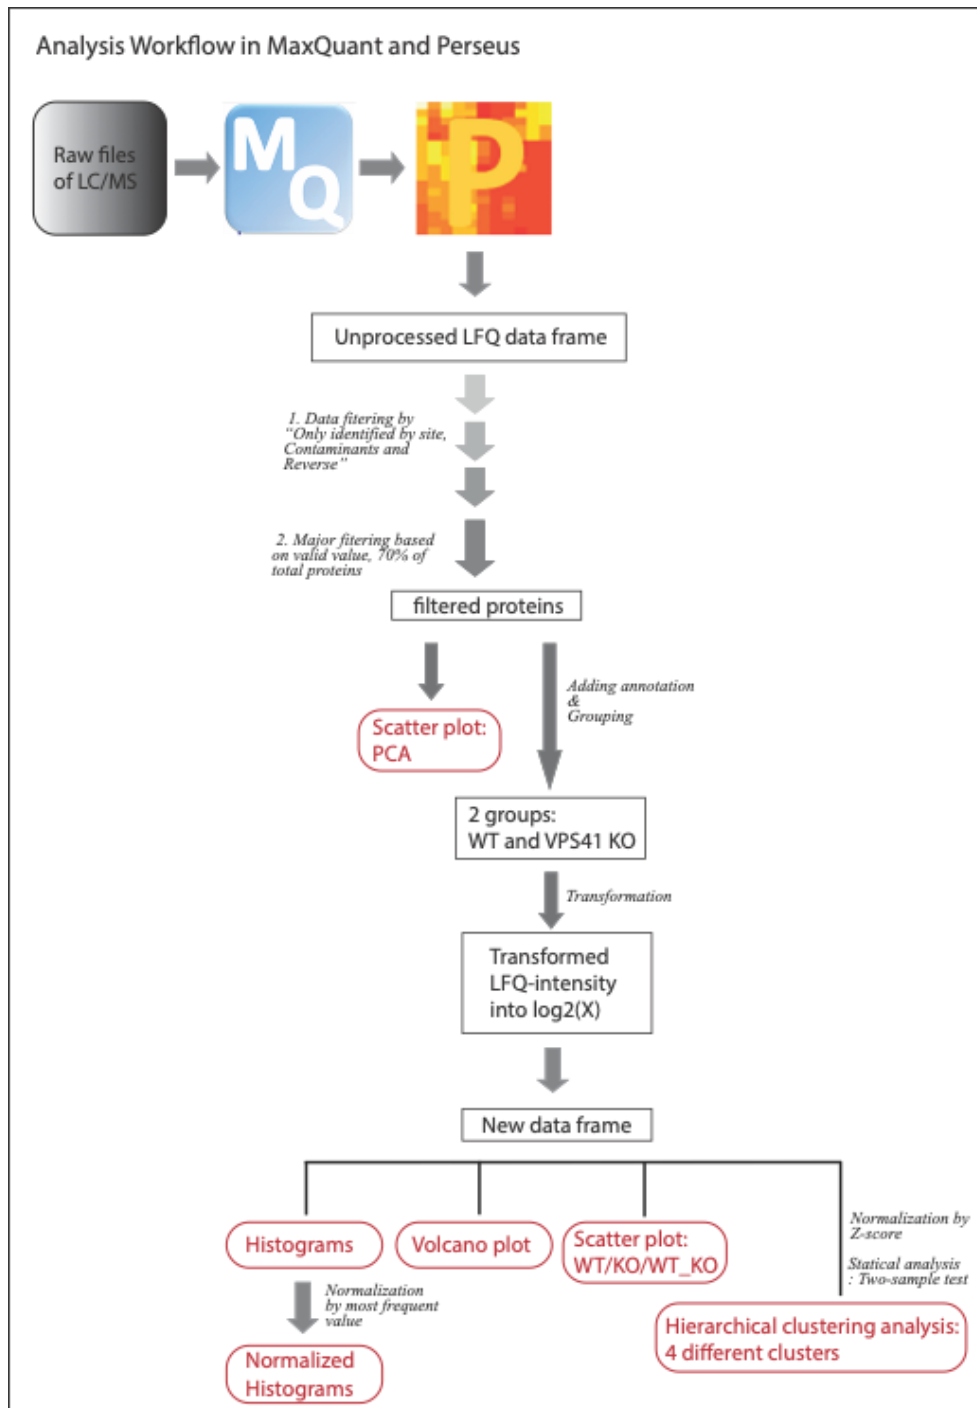 Analysis Workflow in MaxQuant and Perseus
Raw files
of LC/MS
M
Q
P
Unprocessed LFQ data frame
1. Data fitering by
"Only identified by site,
Contaminants and
Reverse"
2. Major fitering based
on valid value, 70% of
total proteins
filtered proteins
Adding annotation
&
Grouping
Scatter plot:
PCA
2 groups:
WT and VPS41 KO
Transformation
Transformed
LFQ-intensity
into log2(X)
New data frame
Histograms
Volcano plot
Scatter plot:
WT/KO/WT_KO
Normalization by
Z-score
Statical analysis
: Two-sample test
Normalization
by most frequent
value
Normalized
Histograms
Hierarchical clustering analysis:
4 different clusters